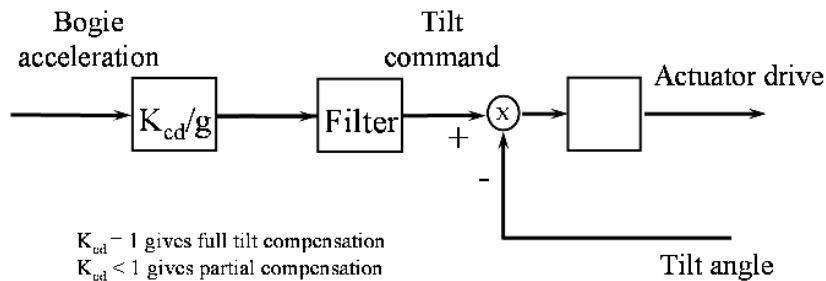 Bogie
acceleration
Tilt
command
Actuator drive
K_cd/g
Filter
x
+
-
K_cd = 1 gives full tilt compensation
K_cd < 1 gives partial compensation
Tilt angle